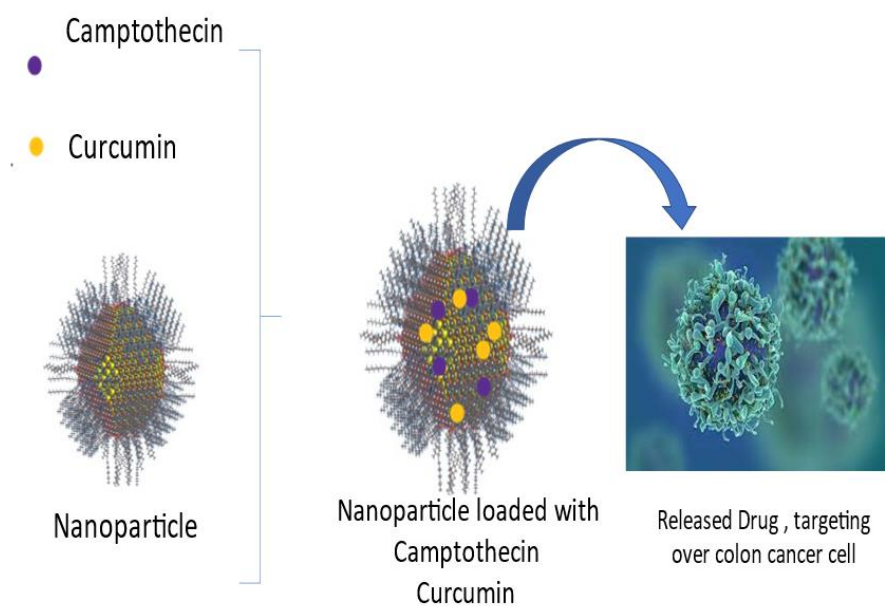 Camptothecin
Curcumin
Nanoparticle
Nanoparticle loaded with
Camptothecin
Curcumin
Released Drug , targeting
over colon cancer cell